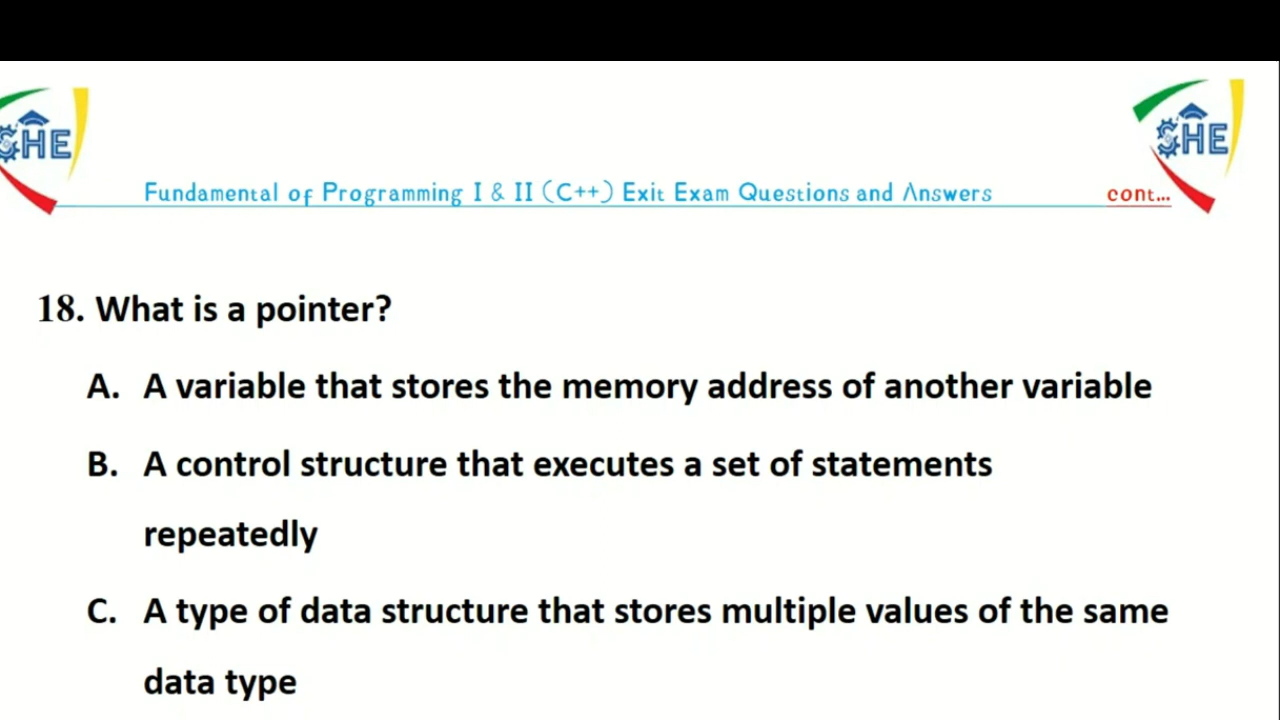 SHE
SHE
Fundamental of Programming I & II (C++) Exit Exam Questions and Answers cont...
18. What is a pointer?
A. A variable that stores the memory address of another variable
B. A control structure that executes a set of statements
repeatedly
C. A type of data structure that stores multiple values of the same
data type